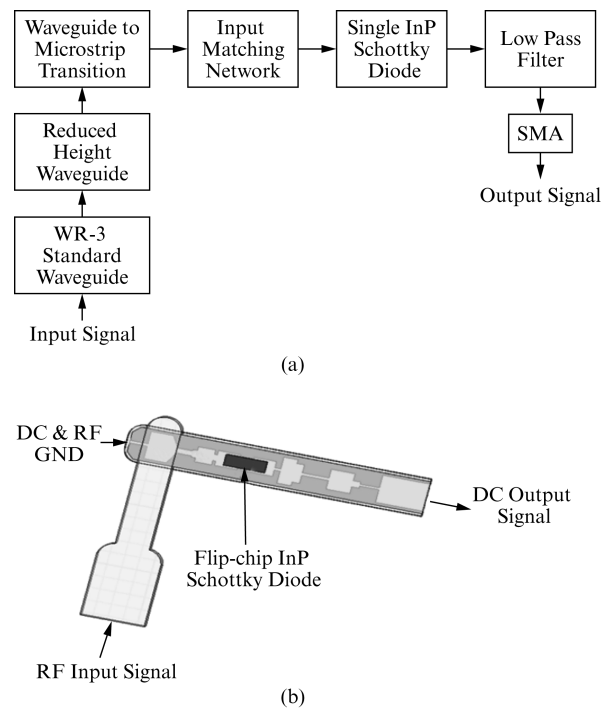 Waveguide to
Microstrip
Transition
Input
Matching
Network
Single InP
Schottky
Diode
Low Pass
Filter
Reduced
Height
Waveguide
SMA
Output Signal
WR-3
Standard
Waveguide
Input Signal
(a)
DC & RF
GND
DC Output
Signal
Flip-chip InP
Schottky Diode
RF Input Signal
(b)